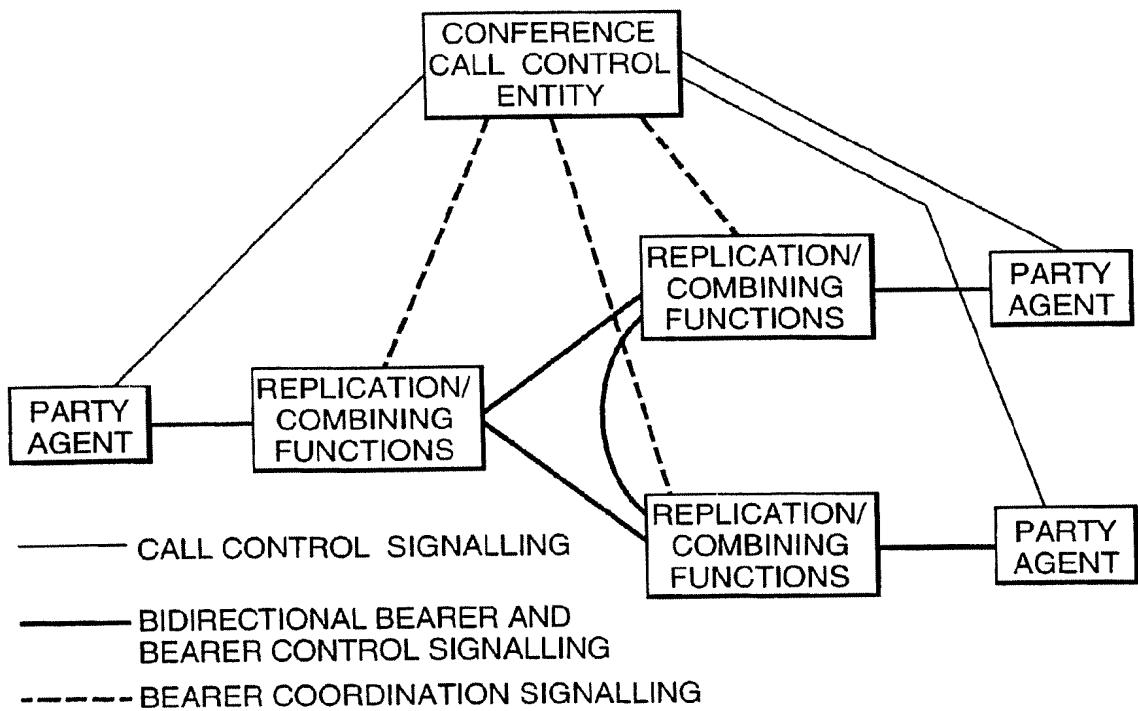 CONFERENCE
CALL CONTROL
ENTITY
REPLICATION/
COMBINING
FUNCTIONS
PARTY
AGENT
REPLICATION/
COMBINING
FUNCTIONS
PARTY
AGENT
REPLICATION/
COMBINING
FUNCTIONS
PARTY
AGENT
CALL CONTROL SIGNALLING
BIDIRECTIONAL BEARER AND
BEARER CONTROL SIGNALLING
BEARER COORDINATION SIGNALLING